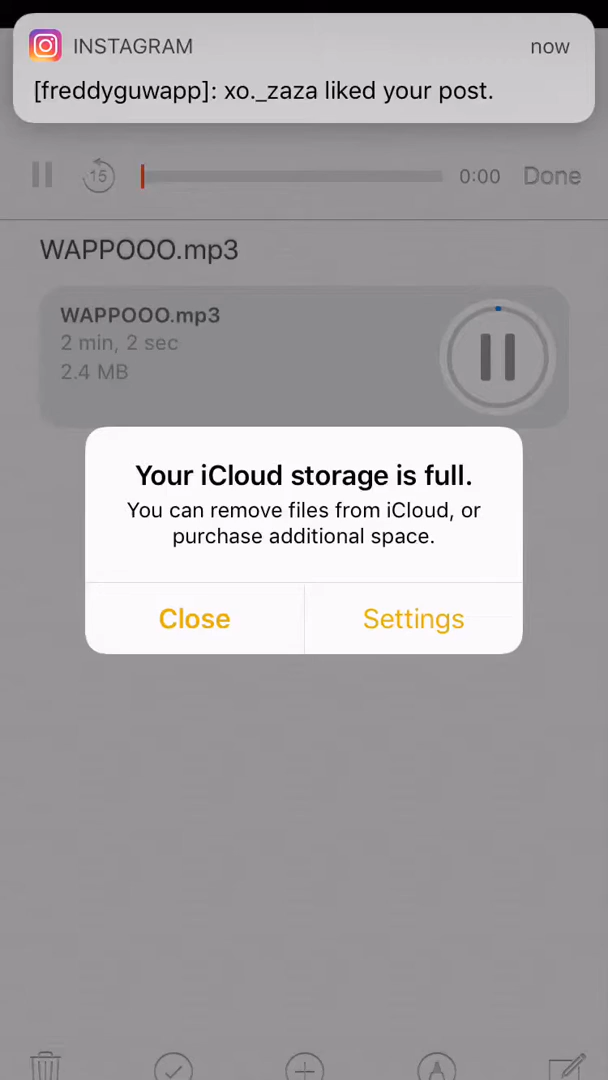 INSTAGRAM
now
[freddyguwapp]: xo._zaza liked your post.
15
0:00
Done
WAPPOOO.mp3
WAPPOOO.mp3
2 min, 2 sec
2.4 MB
Your iCloud storage is full.
You can remove files from iCloud, or
purchase additional space.
Close
Settings